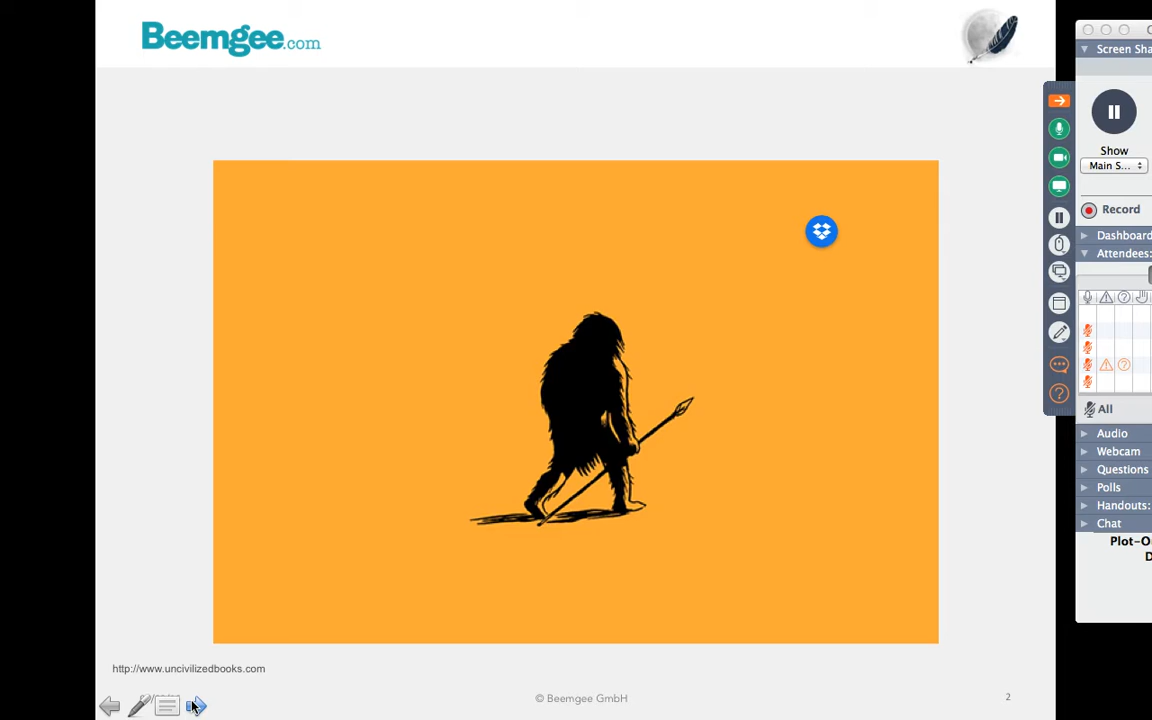 Beemgee.com
Screen Sha
Show
Main S...
Record
Dashboard
Attendees:
All
Audio
Webcam
Questions
Polls
Handouts:
Chat
Plot-O
D
http://www.uncivilizedbooks.com
© Beemgee GmbH
2